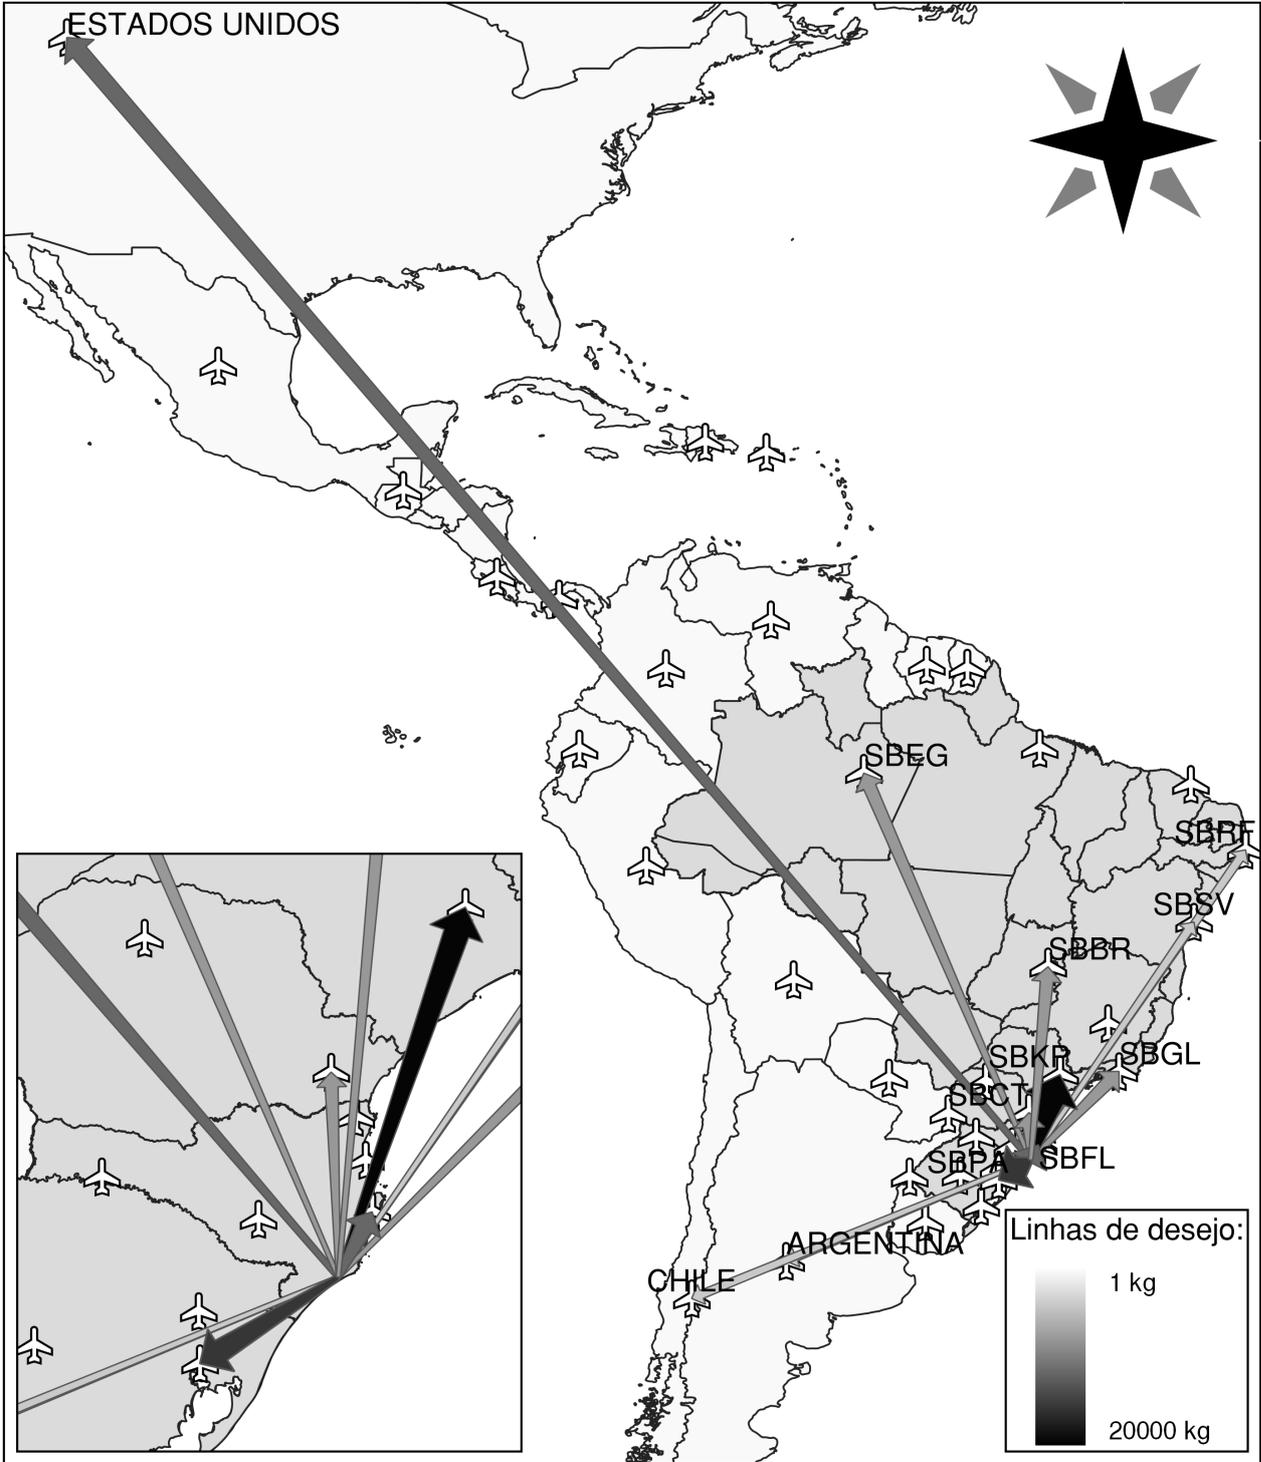 ESTADOS UNIDOS
SBEG
SBRF
SBSV
SBBR
SBKP
SBGL
SBCT
SBPA
SBFL
ARGENTINA
CHILE
Linhas de desejo:
1 kg
20000 kg